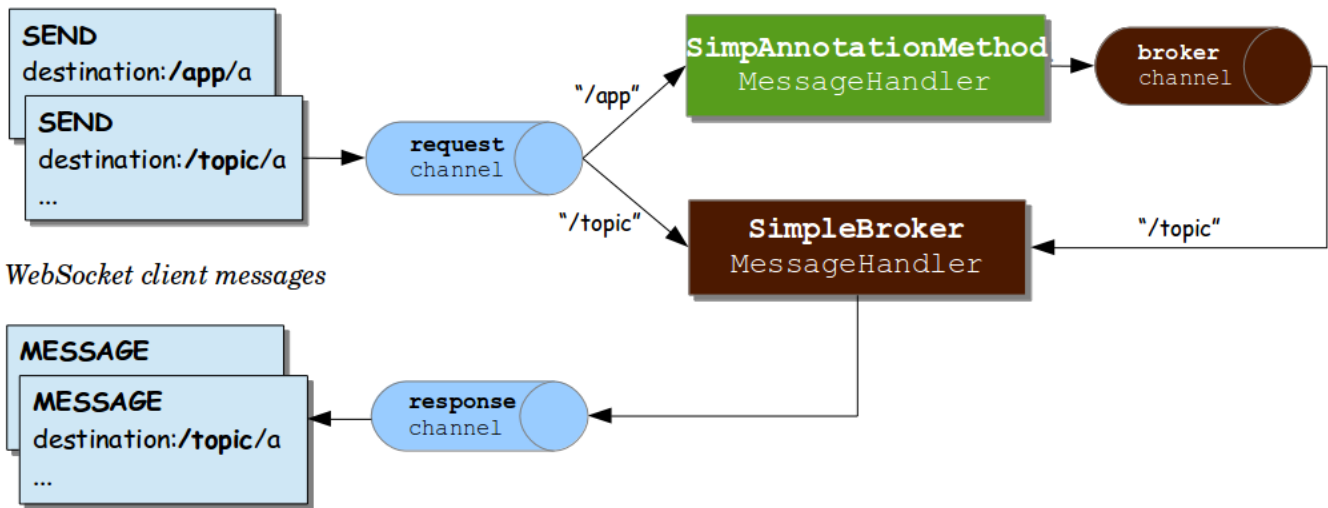 SEND
destination:/app/a
SEND
destination:/topic/a
...
WebSocket client messages
request
channel
“/app”
“/topic”
SimpAnnotationMethod
MessageHandler
broker
channel
“/topic”
SimpleBroker
MessageHandler
MESSAGE
MESSAGE
destination:/topic/a
...
response
channel